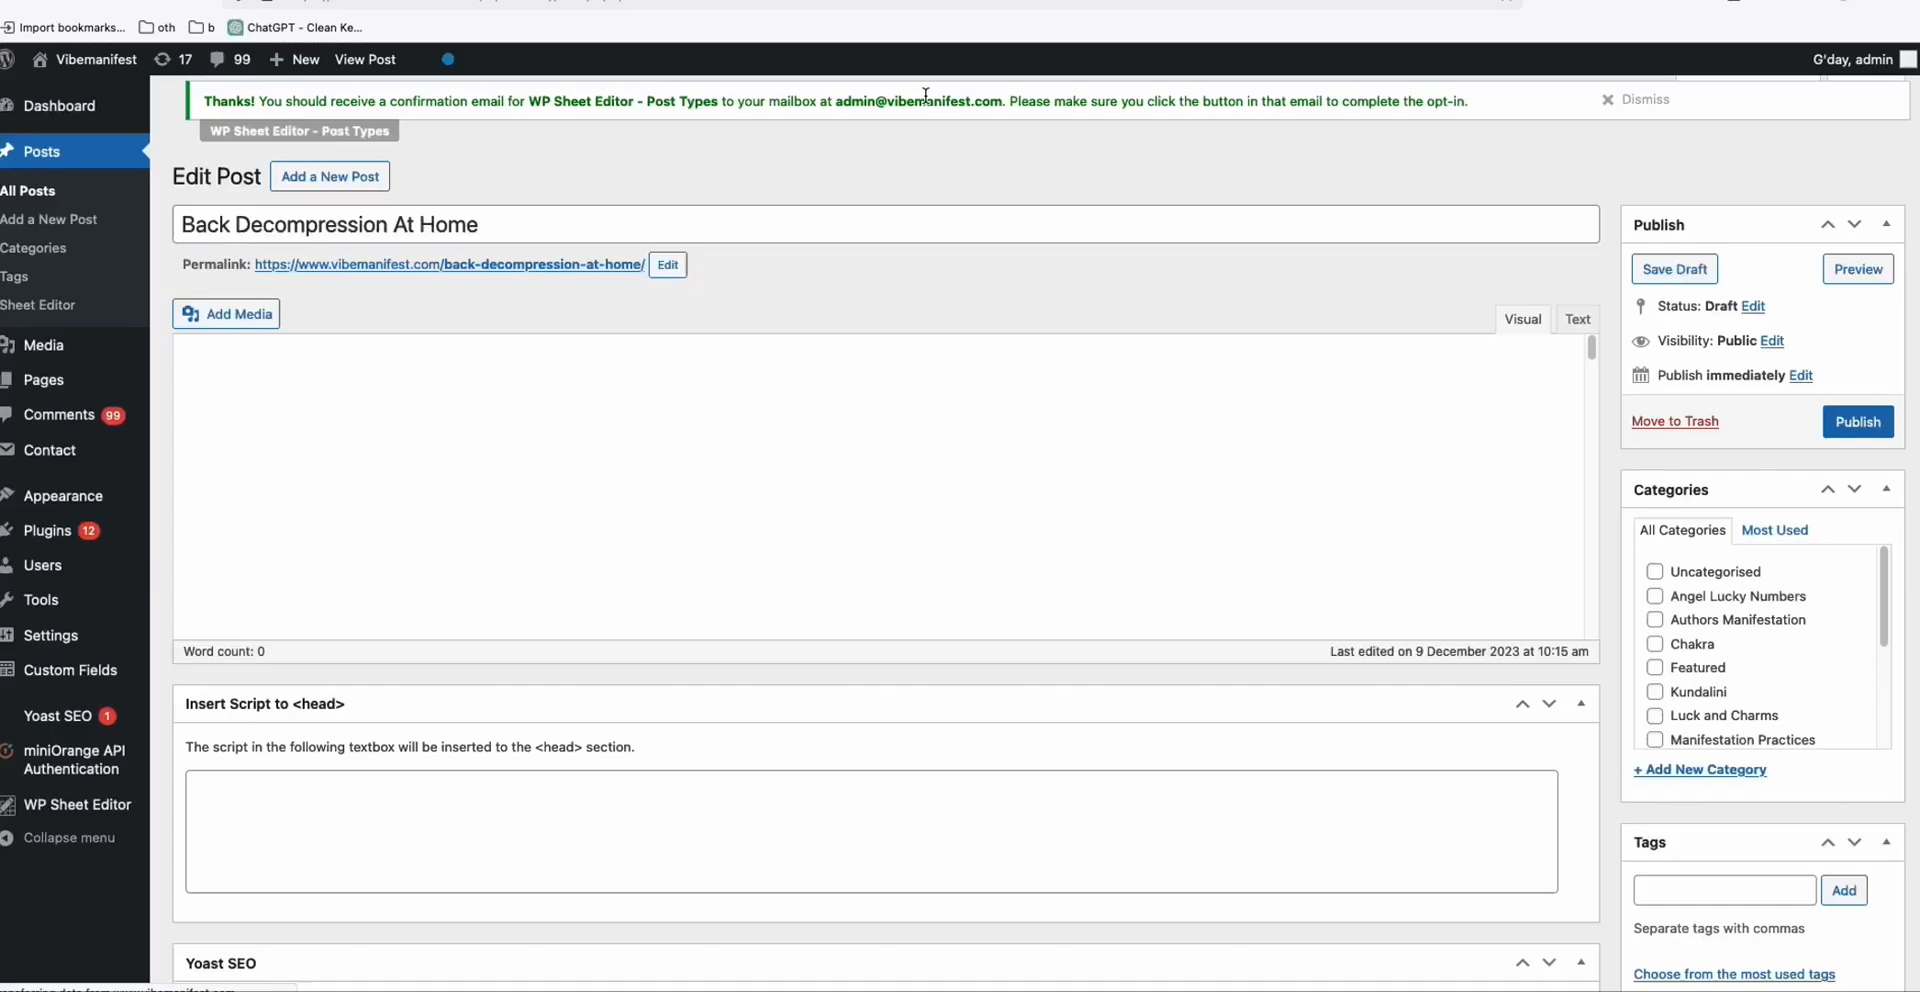 Import bookmarks... oth b ChatGPT - Clean Ke...
Vibemanifest 17 99 New View Post G'day, admin
Thanks! You should receive a confirmation email for WP Sheet Editor - Post Types to your mailbox at admin@vibemanifest.com. Please make sure you click the button in that email to complete the opt-in. Dismiss
WP Sheet Editor - Post Types
Dashboard
Posts
All Posts
Add a New Post
Categories
Tags
Sheet Editor
Media
Pages
Comments 99
Contact
Appearance
Plugins 12
Users
Tools
Settings
Custom Fields
Yoast SEO 1
miniOrange API
Authentication
WP Sheet Editor
Collapse menu
Edit Post Add a New Post
Back Decompression At Home
Permalink: https://www.vibemanifest.com/back-decompression-at-home/ Edit
Add Media Visual Text
Word count: 0 Last edited on 9 December 2023 at 10:15 am
Insert Script to <head>
The script in the following textbox will be inserted to the <head> section.
Yoast SEO
Publish
Save Draft Preview
Status: Draft Edit
Visibility: Public Edit
Publish immediately Edit
Move to Trash Publish
Categories
All Categories Most Used
Uncategorised
Angel Lucky Numbers
Authors Manifestation
Chakra
Featured
Kundalini
Luck and Charms
Manifestation Practices
+ Add New Category
Tags
Add
Separate tags with commas
Choose from the most used tags